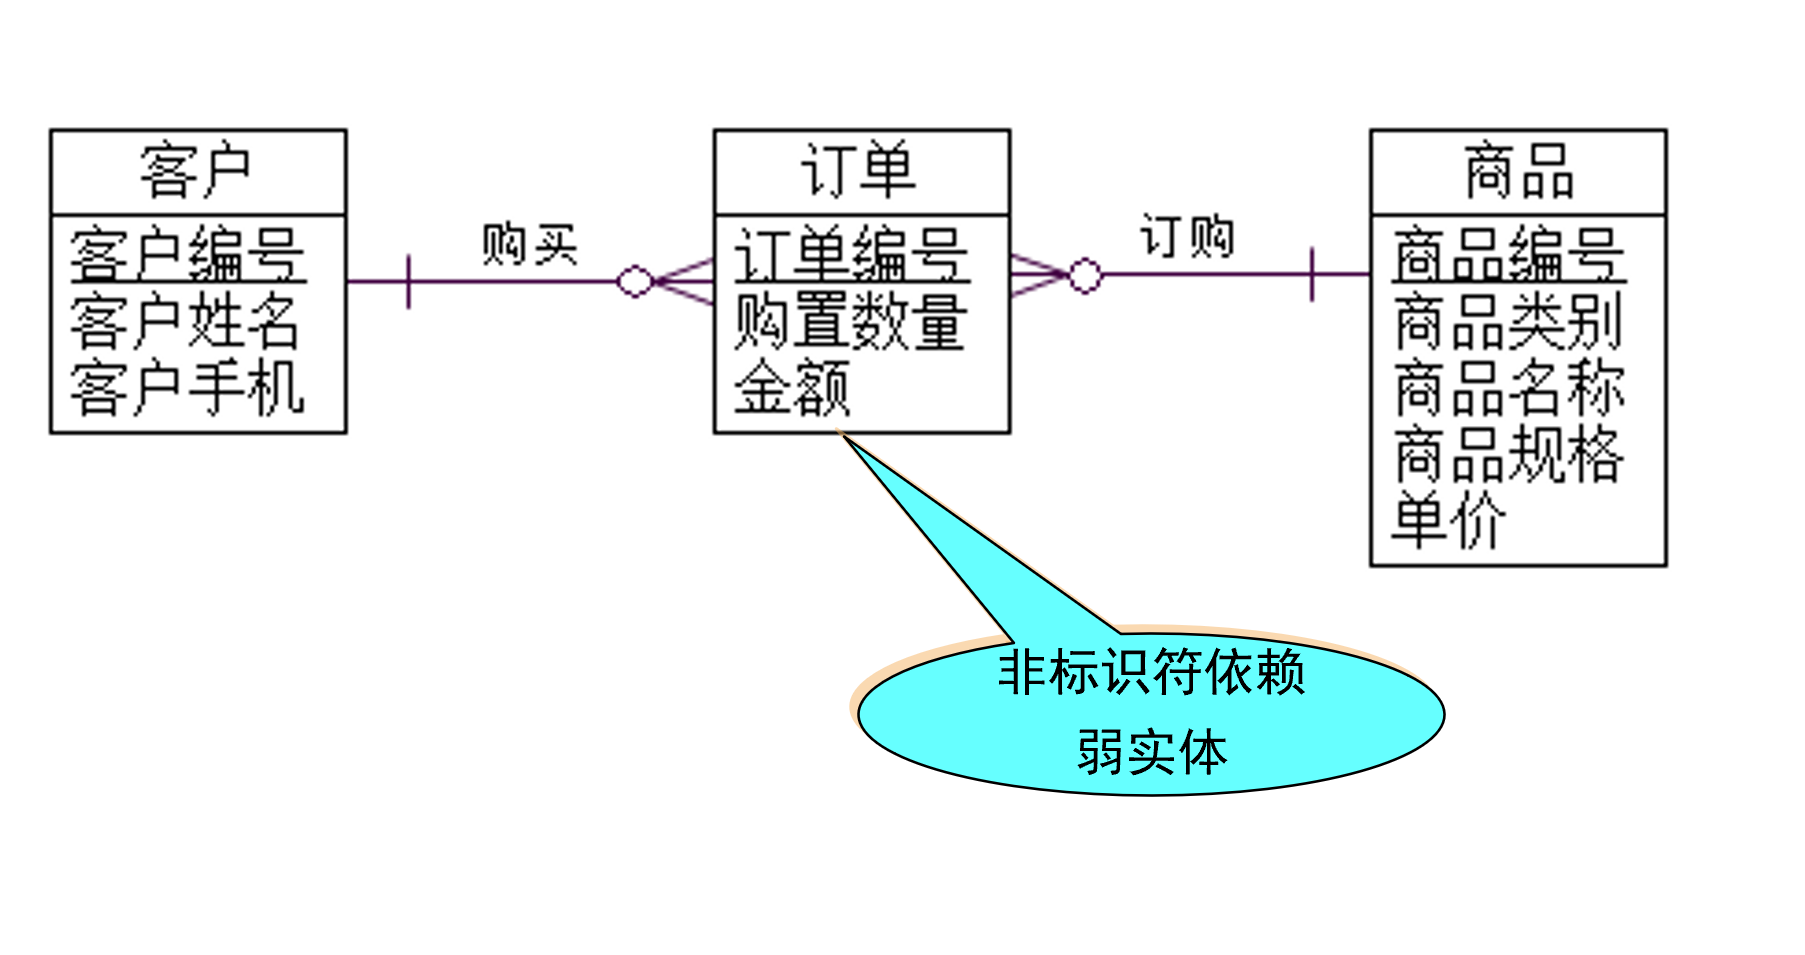 客户
客户编号
客户姓名
客户手机
购买
订单
订单编号
购置数量
金额
订购
商品
商品编号
商品类别
商品名称
商品规格
单价
非标识符依赖
弱实体